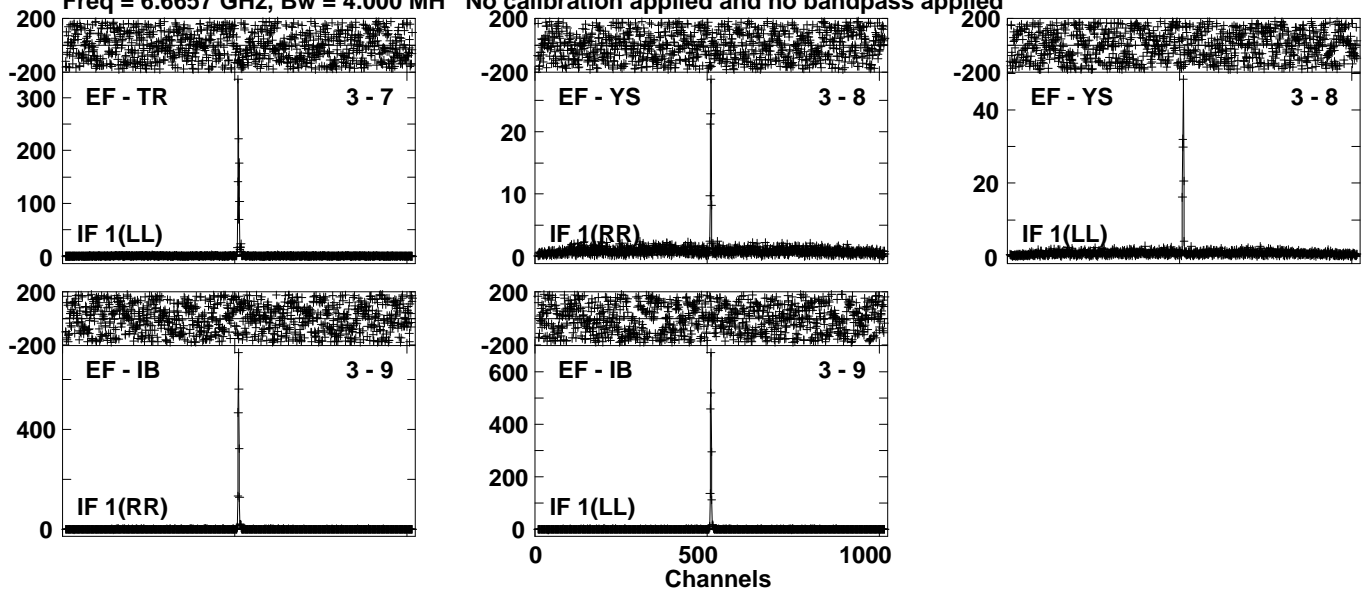 Freq = 6.6657 GHz, Bw = 4.000 MH No calibration applied and no bandpass applied
200 200 200
-200 -200 -200
EF - TR 3 - 7 EF - YS 3 - 8 EF - YS 3 - 8
300 20 40
200 10 20
100
IF 1(LL) IF 1(RR) IF 1(LL)
0 0 0
200 200
-200 -200
EF - IB 3 - 9 EF - IB 3 - 9
400 600
400
200
IF 1(RR) IF 1(LL)
0 0
0 500 1000
Channels